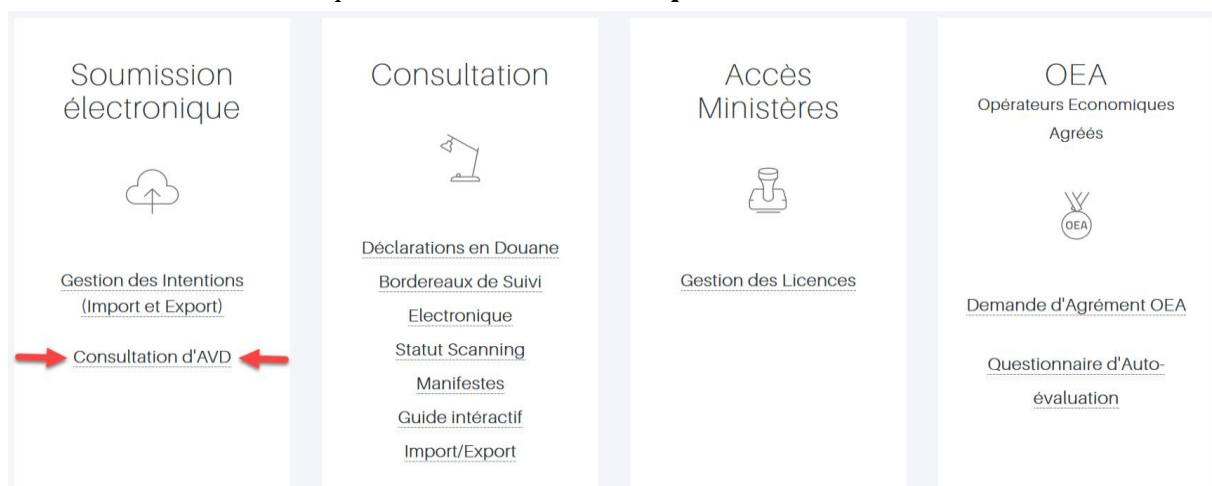 Soumission
électronique
Gestion des Intentions
(Import et Export)
Consultation d'AVD
Consultation
Déclarations en Douane
Bordereaux de Suivi
Electronique
Statut Scanning
Manifestes
Guide intéractif
Import/Export
Accès
Ministères
Gestion des Licences
OEA
Opérateurs Economiques
Agréés
OEA
Demande d'Agrément OEA
Questionnaire d'Auto-
évaluation